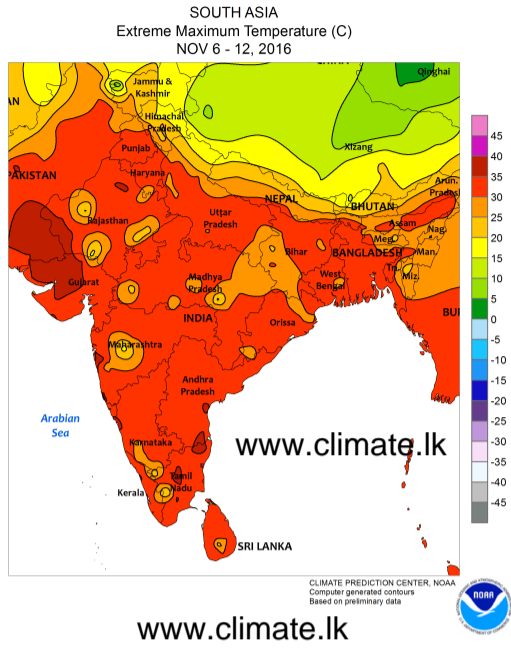 SOUTH ASIA
Extreme Maximum Temperature (C)
NOV 6 - 12, 2016
Qinghai
Jammu &
Kashmir
Himachal
Pradesh
Punjab
Xizang
Haryana
PAKISTAN
NEPAL
BHUTAN
Arun.
Rajasthan
Uttar
Pradesh
Assam
Nag.
Meg.
Bihar
BANGLADESH
Man.
Tri.
Miz.
Gujarat
Madhya
Pradesh
West
Bengal
INDIA
Orissa
Maharashtra
Andhra
Pradesh
Arabian
Sea
Karnataka
www.climate.lk
Tamil
Nadu
Kerala
SRI LANKA
45
40
35
30
25
20
15
10
5
0
-5
-10
-15
-20
-25
-30
-35
-40
-45
CLIMATE PREDICTION CENTER, NOAA
Computer generated contours
Based on preliminary data
NOAA
www.climate.lk